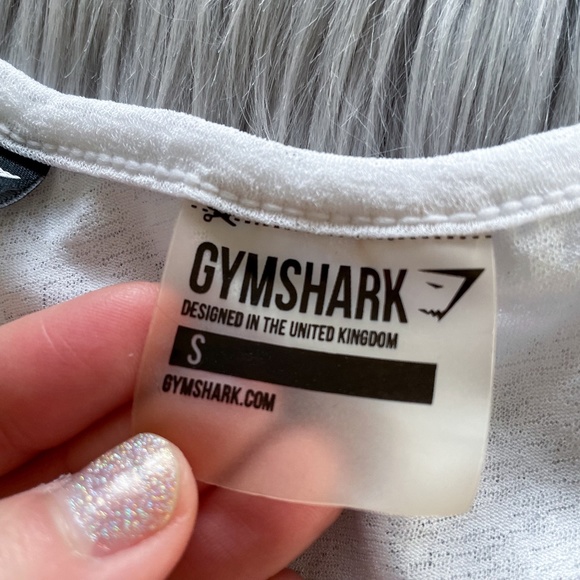 GYMSHARK
DESIGNED IN THE UNITED KINGDOM
S
GYMSHARK.COM